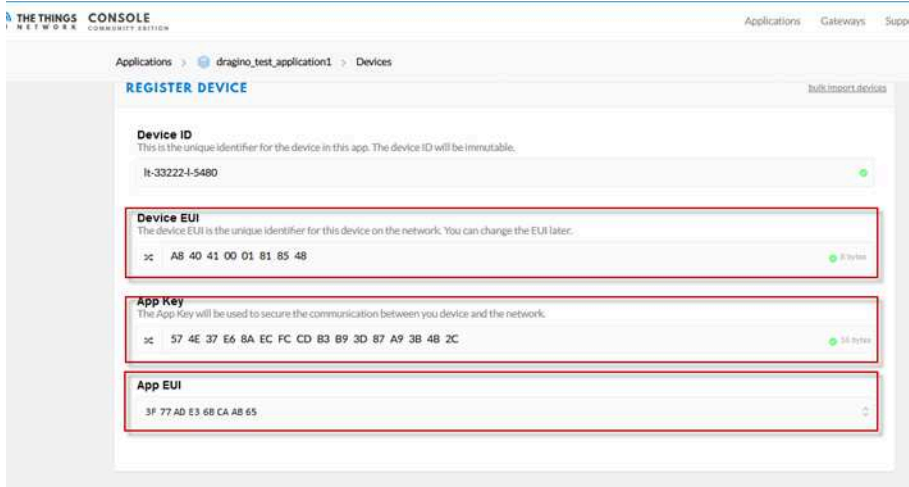 THE THINGS CONSOLE
NETWORK COMMUNITY EDITION
Applications Gateways
Applications > dragino_test_application1 > Devices
REGISTER DEVICE
bulk import devices
Device ID
This is the unique identifier for the device in this app. The device ID will be immutable.
lt-33222-l-5480
Device EUI
The device EUI is the unique identifier for this device on the network. You can change the EUI later.
A8 40 41 00 01 81 85 48
8 bytes
App Key
The App Key will be used to secure the communication between you device and the network.
57 4E 37 E6 8A EC FC CD B3 B9 3D 87 A9 3B 4B 2C
16 bytes
App EUI
3F 77 AD E3 6B CA AB 65